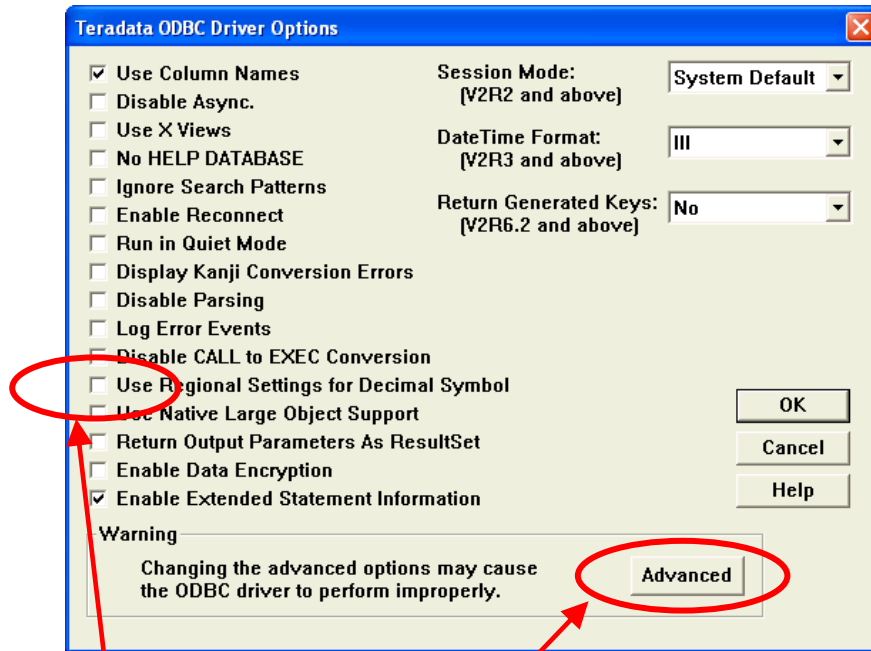 Teradata ODBC Driver Options
Use Column Names
Disable Async.
Use X Views
No HELP DATABASE
Ignore Search Patterns
Enable Reconnect
Run in Quiet Mode
Display Kanji Conversion Errors
Disable Parsing
Log Error Events
Disable CALL to EXEC Conversion
Use Regional Settings for Decimal Symbol
Use Native Large Object Support
Return Output Parameters As ResultSet
Enable Data Encryption
Enable Extended Statement Information
Session Mode:
(V2R2 and above)
System Default
DateTime Format:
(V2R3 and above)
III
Return Generated Keys:
(V2R6.2 and above)
No
OK
Cancel
Help
Warning
Changing the advanced options may cause
the ODBC driver to perform improperly.
Advanced